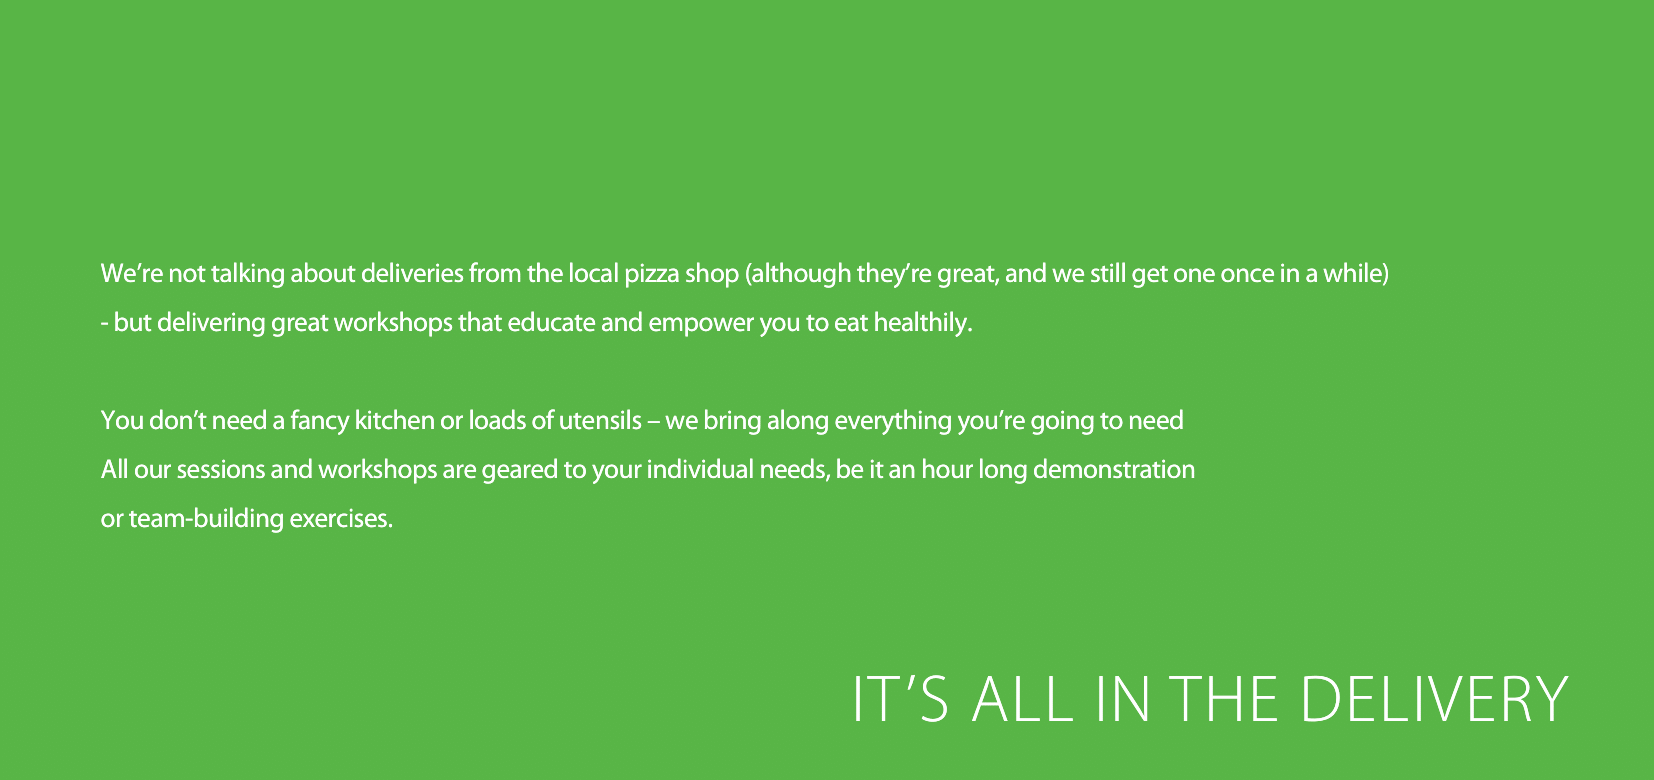 We’re not talking about deliveries from the local pizza shop (although they’re great, and we still get one once in a while)
- but delivering great workshops that educate and empower you to eat healthily.
You don’t need a fancy kitchen or loads of utensils – we bring along everything you’re going to need
All our sessions and workshops are geared to your individual needs, be it an hour long demonstration
or team-building exercises.
IT’S ALL IN THE DELIVERY